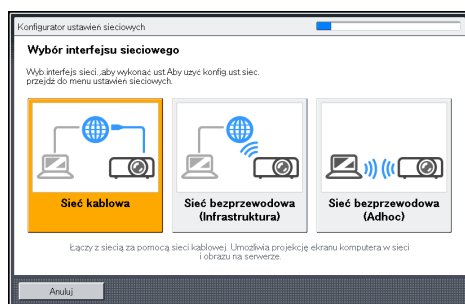 Konfigurator ustawień sieciowych
Wybór interfejsu sieciowego
Wyb.interfejs sieci.,aby wykonać ust.Aby użyć konfig.ust.siec.
przejdź do menu ustawień sieciowych.
Sieć kablowa
Sieć bezprzewodowa
(Infrastruktura)
Sieć bezprzewodowa
(Adhoc)
Łączy z siecią za pomocą sieci kablowej. Umożliwia projekcję ekranu komputera w sieci
i obrazu na serwerze.
Anuluj